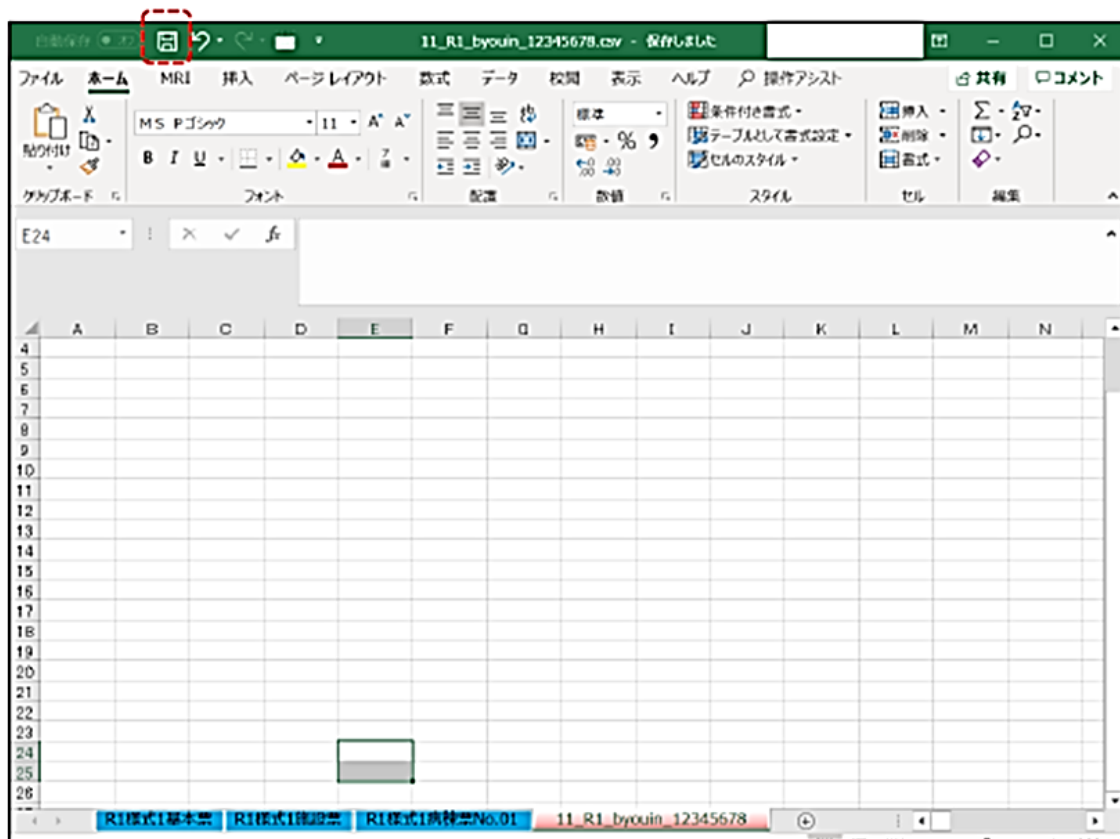 自動保存 オフ 11_R1_byouin_12345678.csv - 保存しました
ファイル ホーム MRI 挿入 ページ レイアウト 数式 データ 校閲 表示 ヘルプ 操作アシスト 共有 コメント
貼り付け MS Pゴシック 11 A A 標準 条件付き書式 挿入
B I U A % テーブルとして書式設定 削除
セルのスタイル 書式
クリップボード フォント 配置 数値 スタイル セル 編集
E24 fx
A B C D E F G H I J K L M N
4
5
6
7
8
9
10
11
12
13
14
15
16
17
18
19
20
21
22
23
24
25
26
R1様式1基本票 R1様式1施設票 R1様式1病棟票No.01 11_R1_byouin_12345678